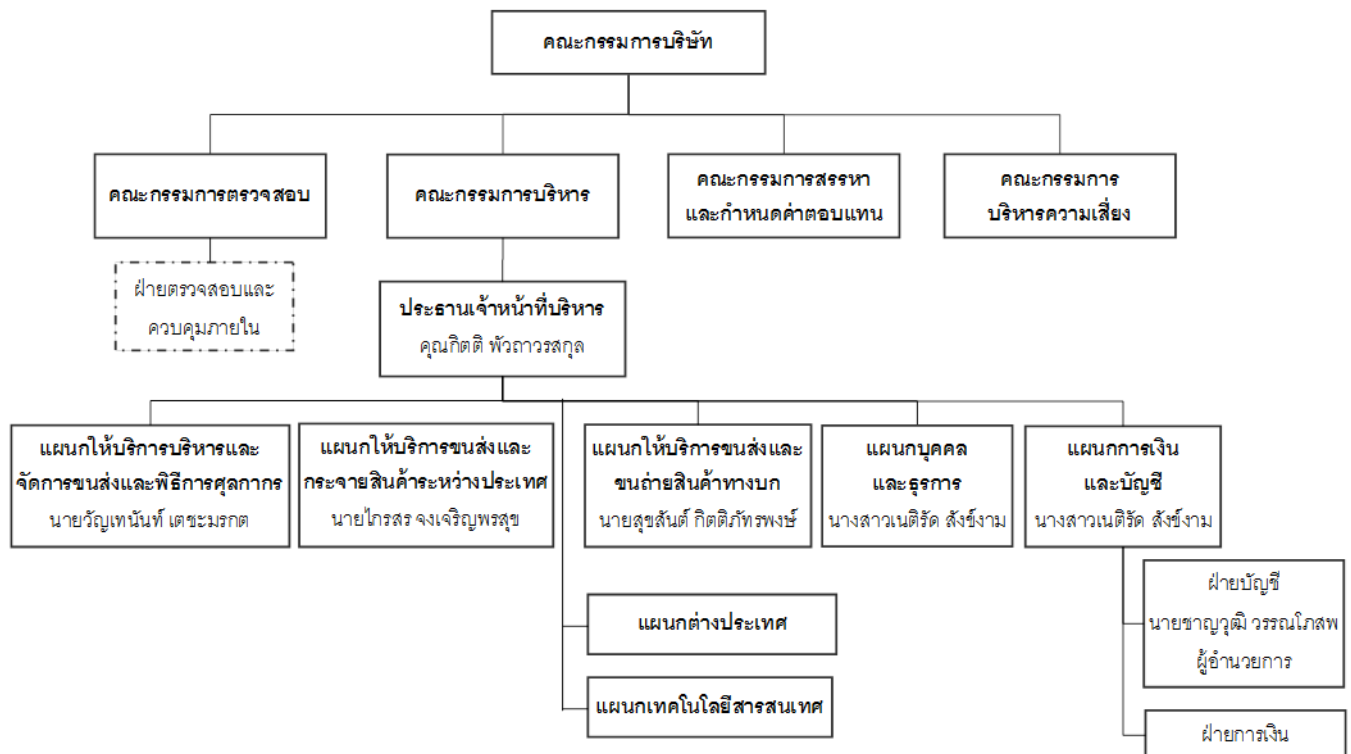 คณะกรรมการบริษัท
คณะกรรมการตรวจสอบ
คณะกรรมการบริหาร
คณะกรรมการสรรหา
และกำหนดค่าตอบแทน
คณะกรรมการ
บริหารความเสี่ยง
ฝ่ายตรวจสอบและ
ควบคุมภายใน
ประธานเจ้าหน้าที่บริหาร
คุณกิตติ พัวถาวรสกุล
แผนกให้บริการบริหารและ
จัดการขนส่งและพิธีการศุลกากร
นายวัญเทนันท์ เตชะมรกต
แผนกให้บริการขนส่งและ
กระจายสินค้าระหว่างประเทศ
นายไกรสร จงเจริญพรสุข
แผนกให้บริการขนส่งและ
ขนถ่ายสินค้าทางบก
นายสุขสันต์ กิตติภัทรพงษ์
แผนกบุคคล
และธุรการ
นางสาวเนติรัด สังข์งาม
แผนกการเงิน
และบัญชี
นางสาวเนติรัด สังข์งาม
ฝ่ายบัญชี
นายชาญวุฒิ วรรณโภสพ
ผู้อำนวยการ
แผนกต่างประเทศ
แผนกเทคโนโลยีสารสนเทศ
ฝ่ายการเงิน